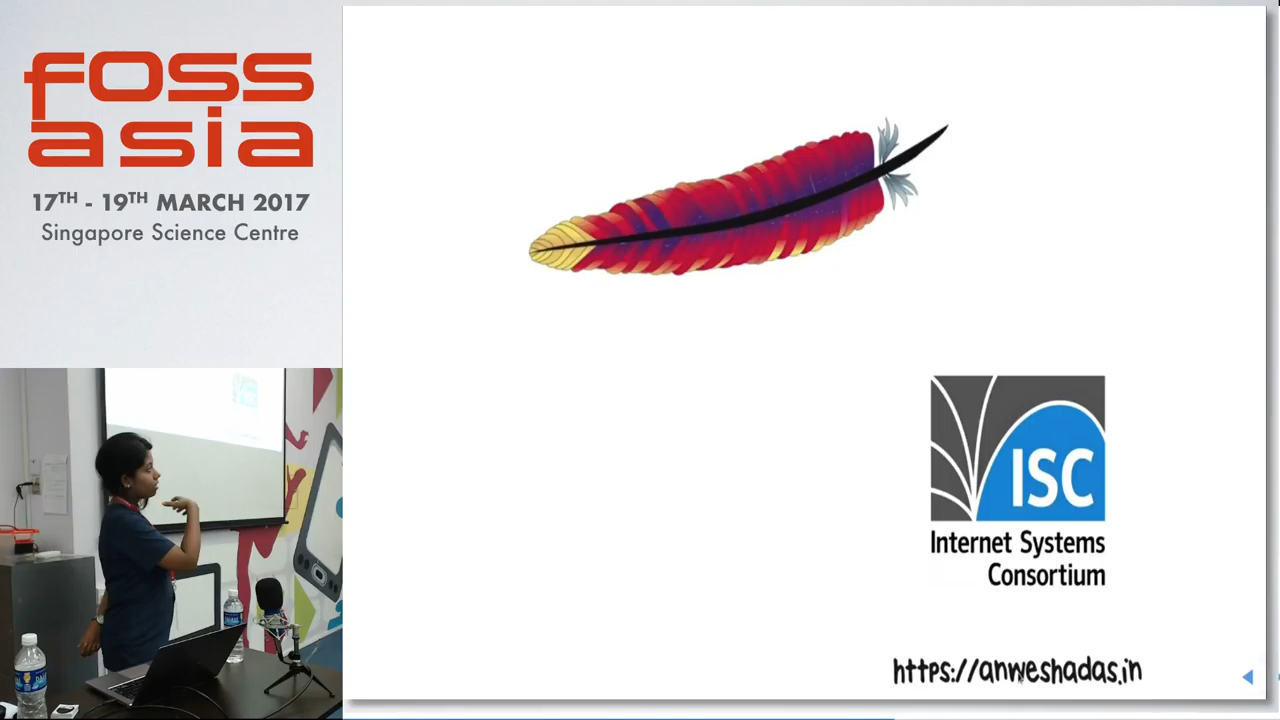 foss
asia
17TH - 19TH MARCH 2017
Singapore Science Centre
ISC
Internet Systems
Consortium
https://anweshadas.in